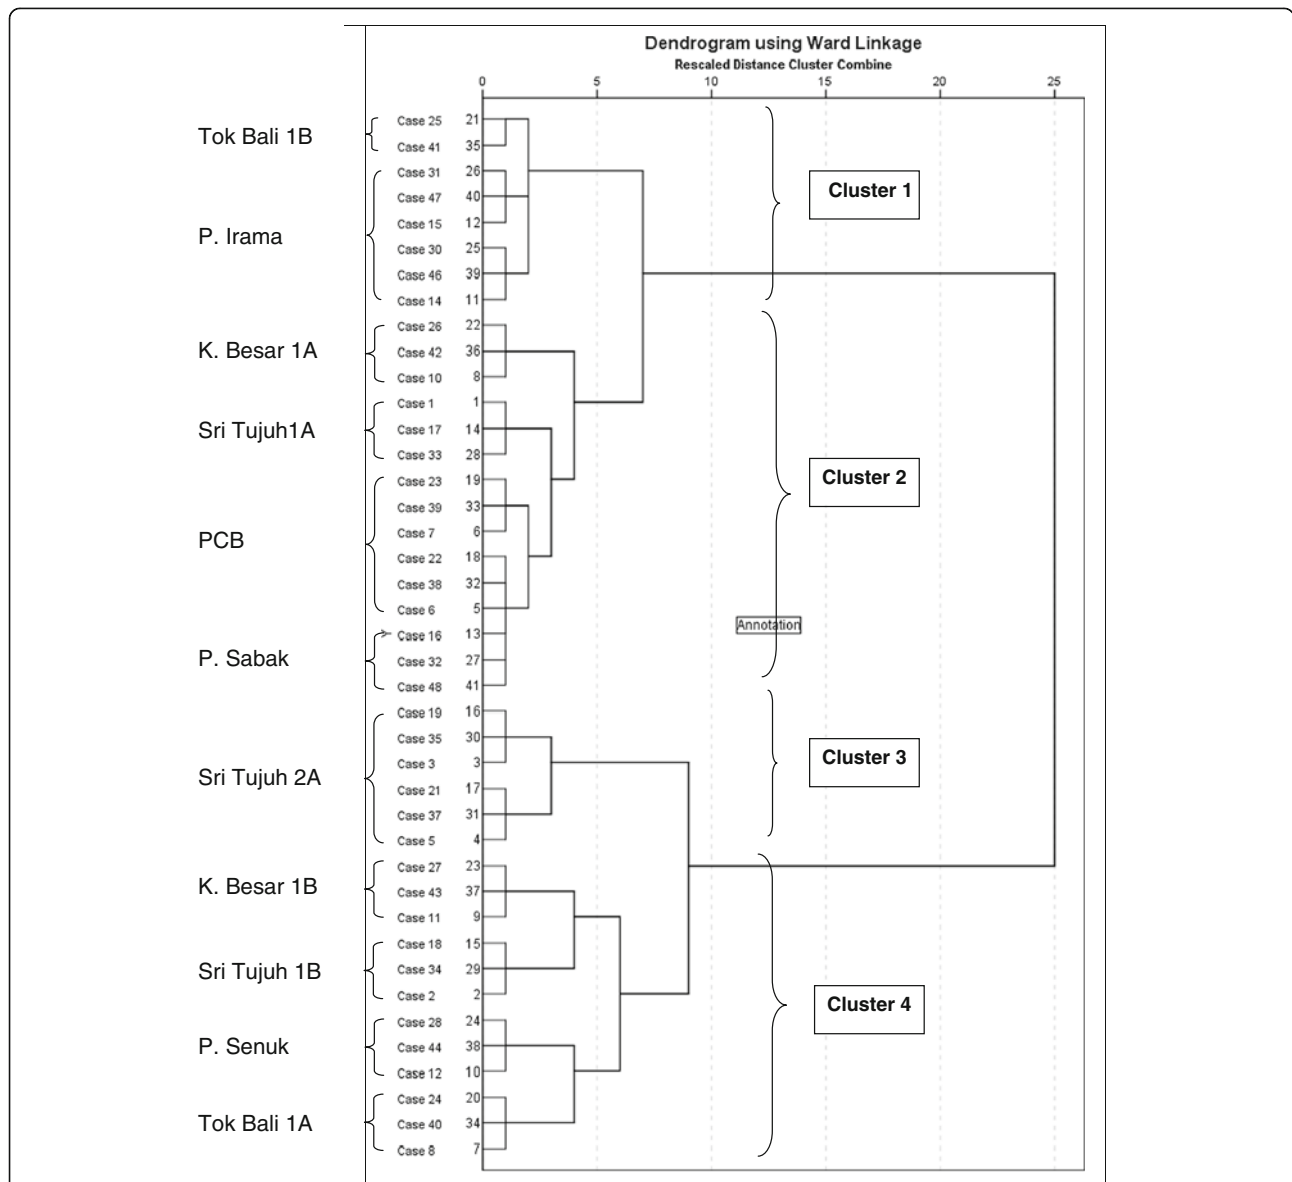 Dendrogram using Ward Linkage
Rescaled Distance Cluster Combine
0 5 10 15 20 25
Tok Bali 1B
Case 25 21
Case 41 35
P. Irama
Case 31 26
Case 47 40
Case 15 12
Case 30 25
Case 46 39
Case 14 11
Cluster 1
K. Besar 1A
Case 26 22
Case 42 36
Case 10 8
Sri Tujuh1A
Case 1 1
Case 17 14
Case 33 28
PCB
Case 23 19
Case 39 33
Case 7 6
Case 22 18
Case 38 32
Case 6 5
P. Sabak
Case 16 13
Case 32 27
Case 48 41
Cluster 2
Annotation
Sri Tujuh 2A
Case 19 16
Case 35 30
Case 3 3
Case 21 17
Case 37 31
Case 5 4
Cluster 3
K. Besar 1B
Case 27 23
Case 43 37
Case 11 9
Sri Tujuh 1B
Case 18 15
Case 34 29
Case 2 2
P. Senuk
Case 28 24
Case 44 38
Case 12 10
Tok Bali 1A
Case 24 20
Case 40 34
Case 8 7
Cluster 4